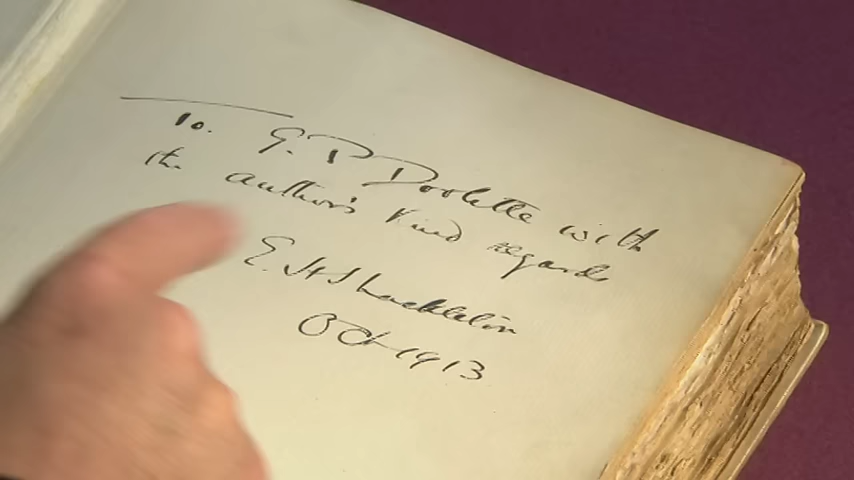 To. G. P Doolette with
the author's kind regards
E. H Shackleton
Oct 1913